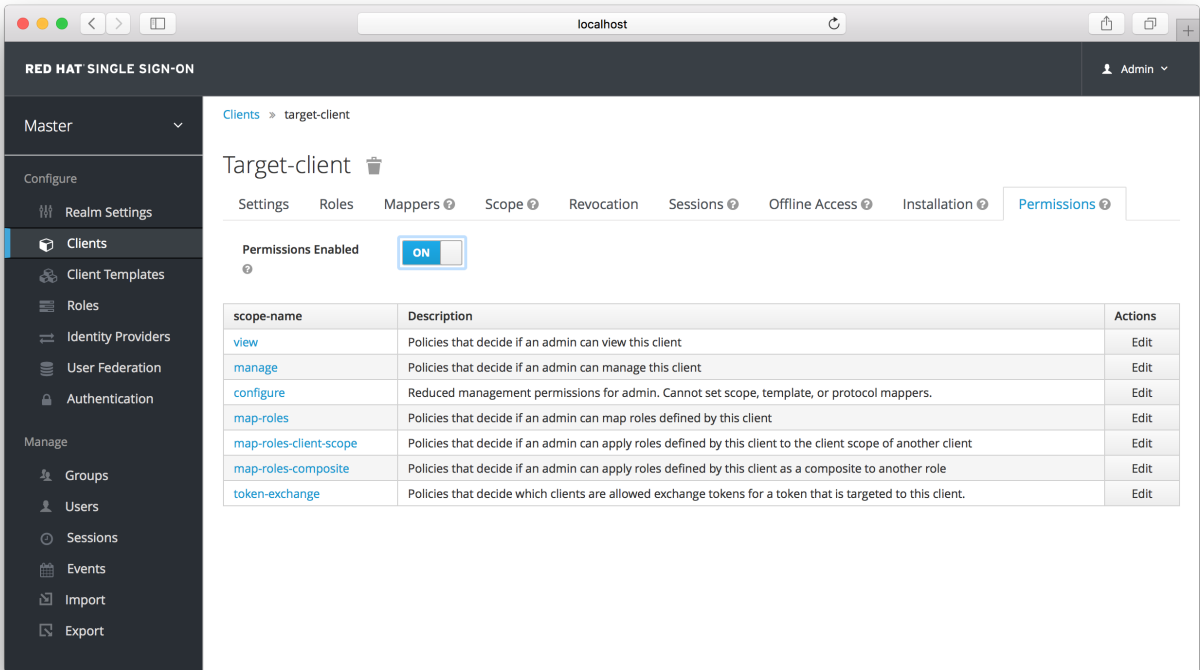 localhost
RED HAT SINGLE SIGN-ON
Admin
Master
Clients » target-client
Target-client
Configure
Realm Settings
Clients
Client Templates
Roles
Identity Providers
User Federation
Authentication
Manage
Groups
Users
Sessions
Events
Import
Export
Settings Roles Mappers Scope Revocation Sessions Offline Access Installation Permissions
Permissions Enabled ON
scope-name Description Actions
view Policies that decide if an admin can view this client Edit
manage Policies that decide if an admin can manage this client Edit
configure Reduced management permissions for admin. Cannot set scope, template, or protocol mappers. Edit
map-roles Policies that decide if an admin can map roles defined by this client Edit
map-roles-client-scope Policies that decide if an admin can apply roles defined by this client to the client scope of another client Edit
map-roles-composite Policies that decide if an admin can apply roles defined by this client as a composite to another role Edit
token-exchange Policies that decide which clients are allowed exchange tokens for a token that is targeted to this client. Edit